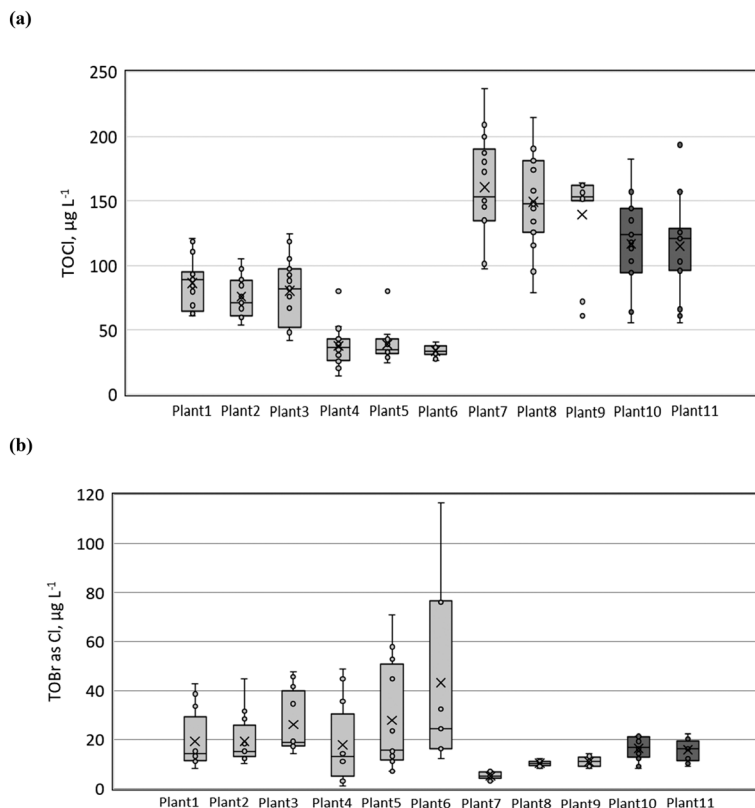 (a)
250
200
150
100
50
0
TOCl, µg L⁻¹
Plant1 Plant2 Plant3 Plant4 Plant5 Plant6 Plant7 Plant8 Plant9 Plant10 Plant11
(b)
120
100
80
60
40
20
0
TOBr as Cl, µg L⁻¹
Plant1 Plant2 Plant3 Plant4 Plant5 Plant6 Plant7 Plant8 Plant9 Plant10 Plant11